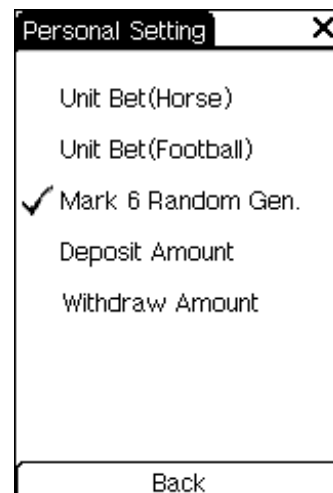 Personal Setting
Unit Bet(Horse)
Unit Bet(Football)
Mark 6 Random Gen.
Deposit Amount
Withdraw Amount
Back